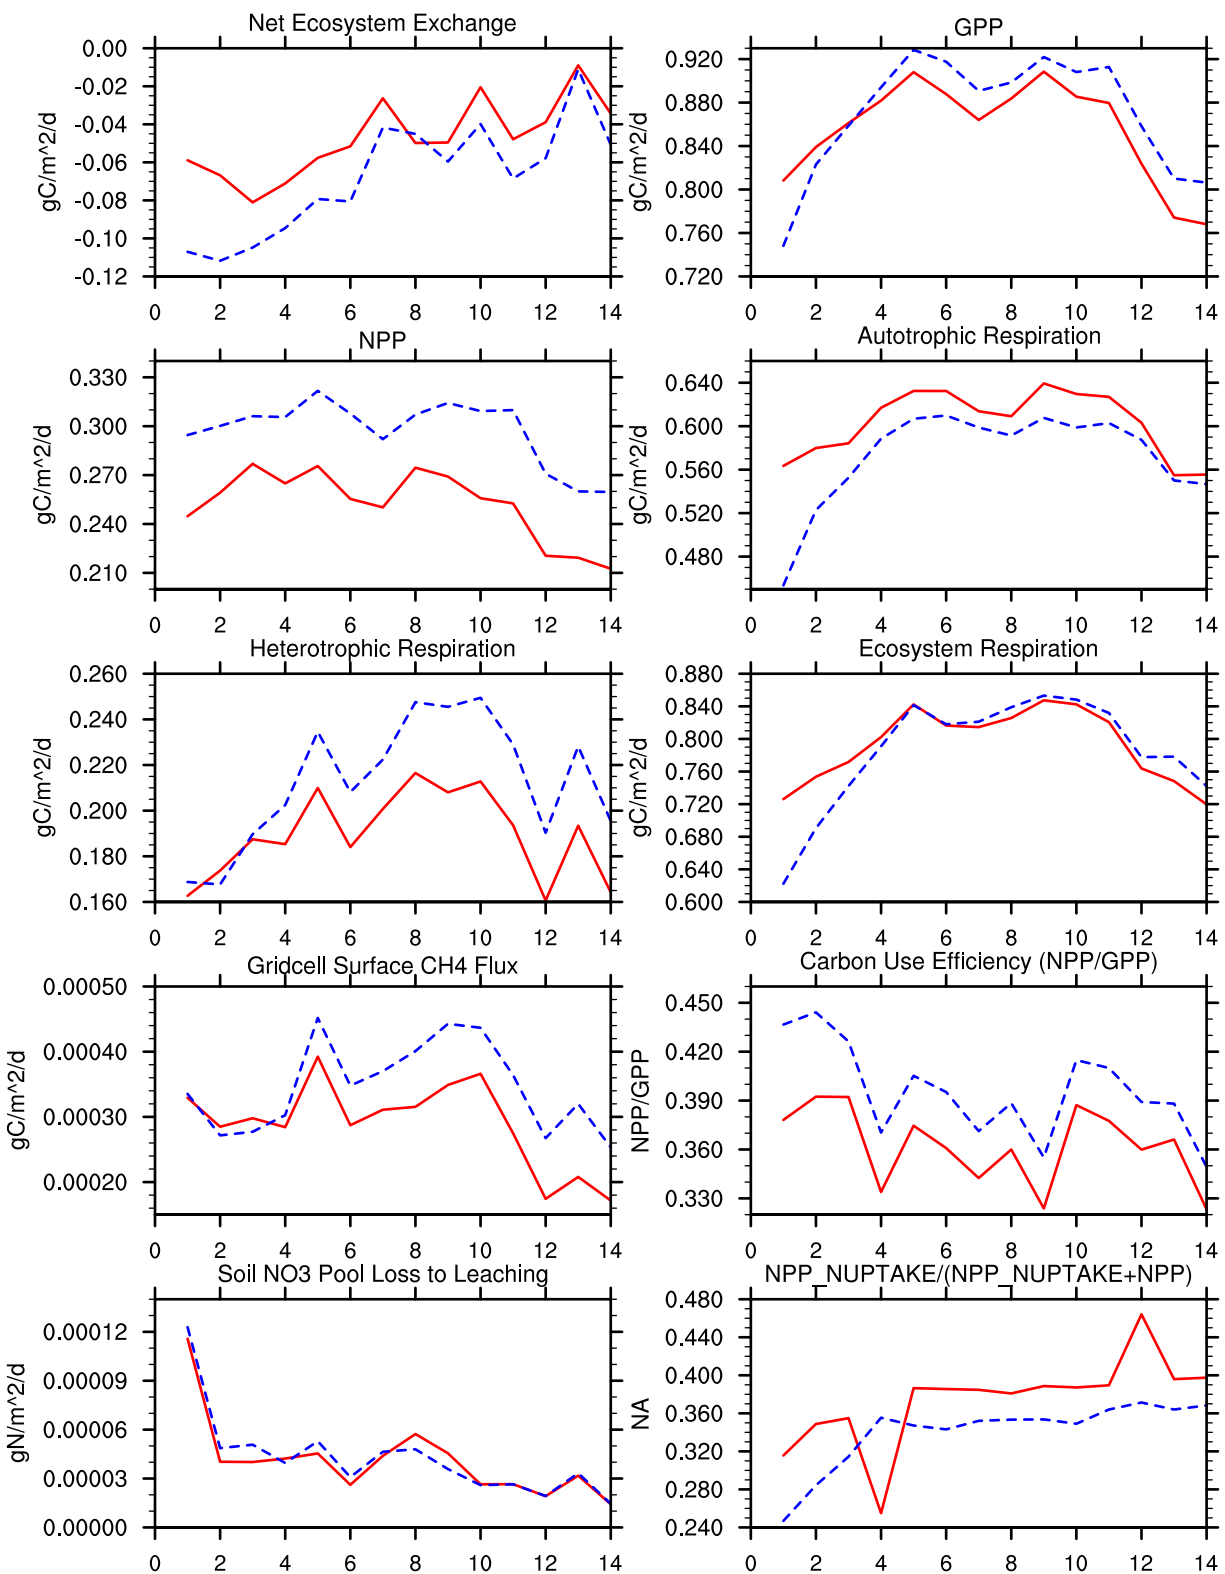 Net Ecosystem Exchange
gC/m^2/d
0.00
-0.02
-0.04
-0.06
-0.08
-0.10
-0.12
0 2 4 6 8 10 12 14
GPP
gC/m^2/d
0.920
0.880
0.840
0.800
0.760
0.720
0 2 4 6 8 10 12 14
NPP
gC/m^2/d
0.330
0.300
0.270
0.240
0.210
0 2 4 6 8 10 12 14
Autotrophic Respiration
gC/m^2/d
0.640
0.600
0.560
0.520
0.480
0 2 4 6 8 10 12 14
Heterotrophic Respiration
gC/m^2/d
0.260
0.240
0.220
0.200
0.180
0.160
0 2 4 6 8 10 12 14
Ecosystem Respiration
gC/m^2/d
0.880
0.840
0.800
0.760
0.720
0.680
0.640
0.600
0 2 4 6 8 10 12 14
Gridcell Surface CH4 Flux
gC/m^2/d
0.00050
0.00040
0.00030
0.00020
0 2 4 6 8 10 12 14
Carbon Use Efficiency (NPP/GPP)
NPP/GPP
0.450
0.420
0.390
0.360
0.330
0 2 4 6 8 10 12 14
Soil NO3 Pool Loss to Leaching
gN/m^2/d
0.00012
0.00009
0.00006
0.00003
0.00000
0 2 4 6 8 10 12 14
NPP_NUPTAKE/(NPP_NUPTAKE+NPP)
NA
0.480
0.440
0.400
0.360
0.320
0.280
0.240
0 2 4 6 8 10 12 14